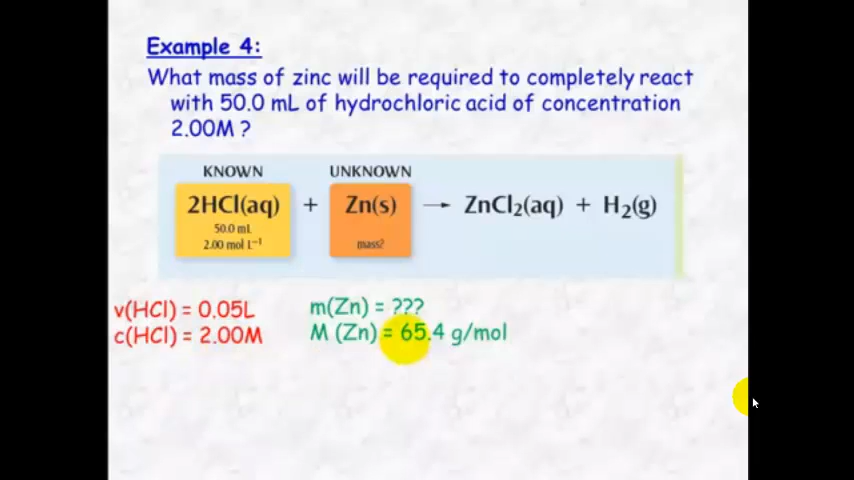 Example 4:
What mass of zinc will be required to completely react
with 50.0 mL of hydrochloric acid of concentration
2.00M ?
KNOWN UNKNOWN
2HCl(aq) + Zn(s) → ZnCl₂(aq) + H₂(g)
50.0 mL
2.00 mol L⁻¹ mass?
v(HCl) = 0.05L m(Zn) = ???
c(HCl) = 2.00M M (Zn) = 65.4 g/mol